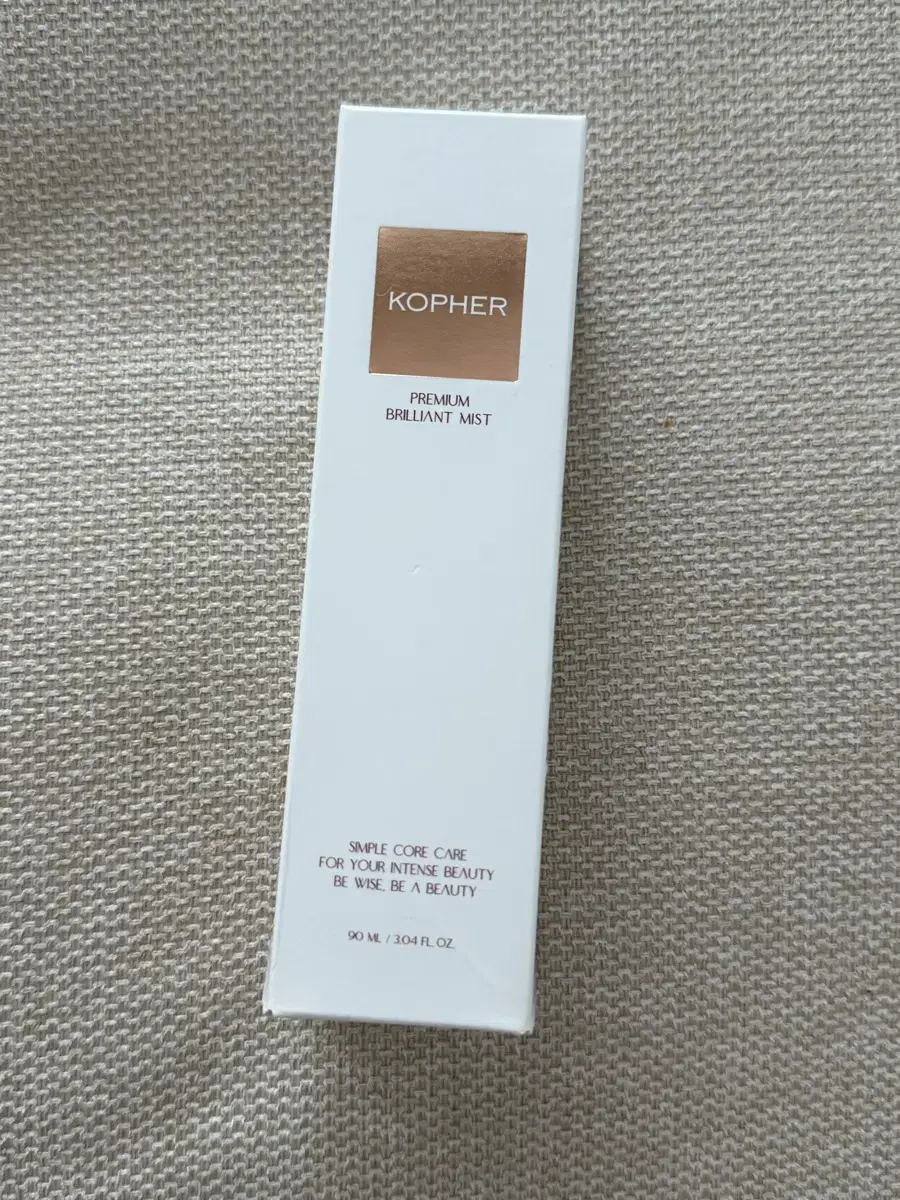 KOPHER
PREMIUM
BRILLIANT MIST
SIMPLE CORE CARE
FOR YOUR INTENSE BEAUTY
BE WISE, BE A BEAUTY
90 ML / 3.04 FL. OZ.